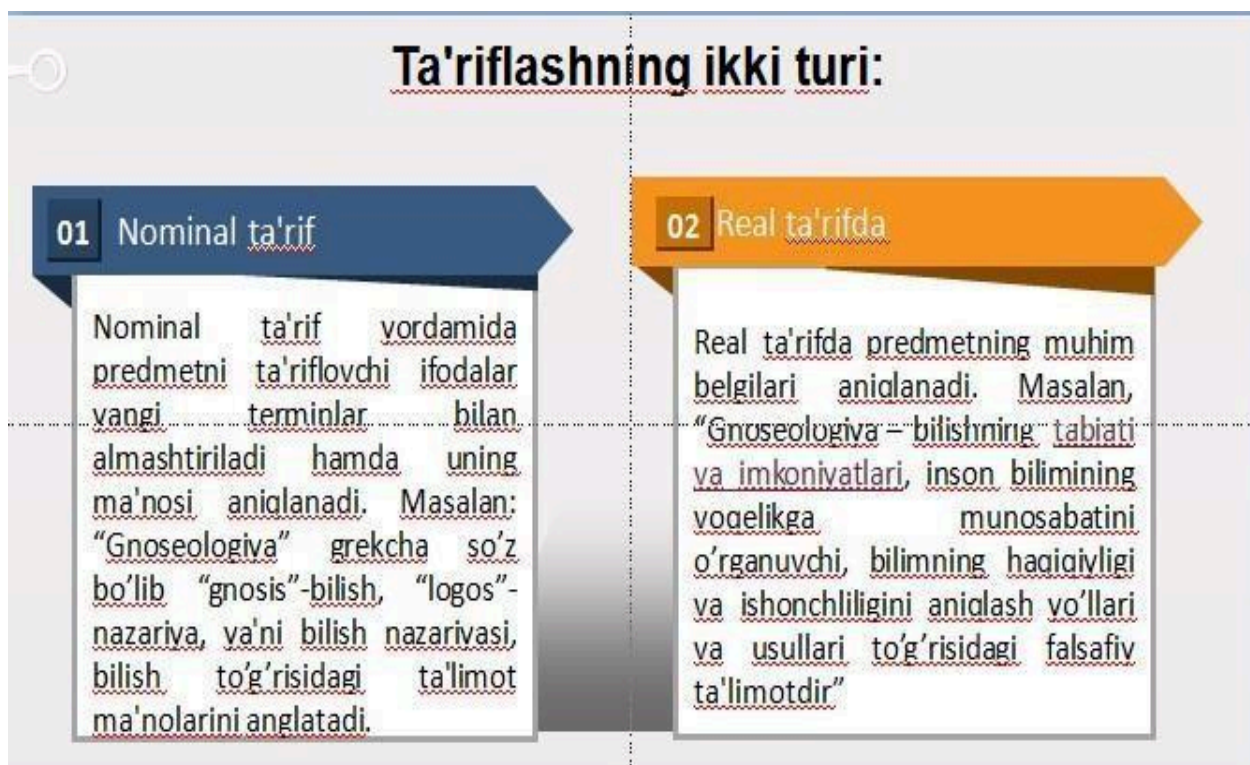 Ta'riflashning ikki turi:
01 Nominal ta'rif
Nominal ta'rif yordamida
predmetni ta'riflovchi ifodalar
yangi terminlar bilan
almashtiriladi hamda uning
ma'nosi aniqlanadi. Masalan:
“Gnoseologiya” grekcha so’z
bo’lib “gnosis”-bilish, “logos”-
nazariya, ya'ni bilish nazariyasi,
bilish to’g’risidagi ta'limot
ma'nolarini anglatadi.
02 Real ta'rifda
Real ta'rifda predmetning muhim
belgilari aniqlanadi. Masalan,
“Gnoseologiya – bilishning tabiati
va imkoniyatlari, inson bilimining
voqelikga munosabatini
o’rganuvchi, bilimning haqiqiyligi
va ishonchliligini aniqlash yo’llari
va usullari to’g’risidagi falsafiy
ta'limotdir”